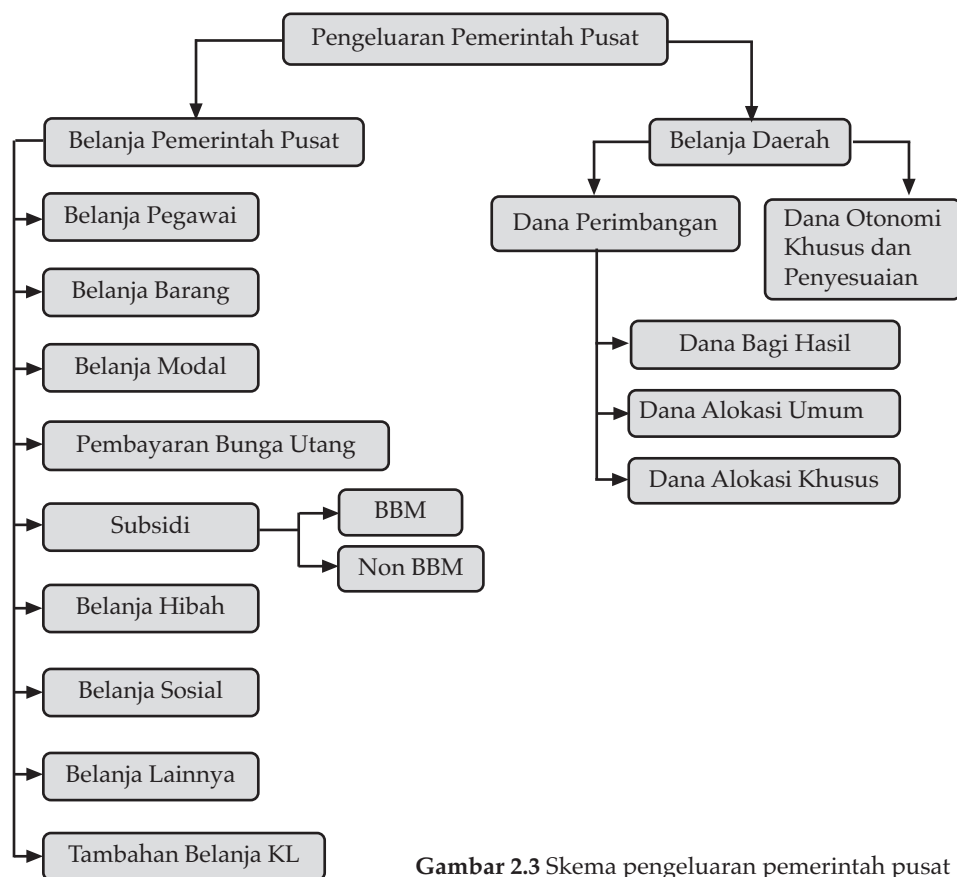 Pengeluaran Pemerintah Pusat
Belanja Pemerintah Pusat
Belanja Pegawai
Belanja Barang
Belanja Modal
Pembayaran Bunga Utang
Subsidi
BBM
Non BBM
Belanja Hibah
Belanja Sosial
Belanja Lainnya
Tambahan Belanja KL
Belanja Daerah
Dana Perimbangan
Dana Otonomi
Khusus dan
Penyesuaian
Dana Bagi Hasil
Dana Alokasi Umum
Dana Alokasi Khusus
Gambar 2.3 Skema pengeluaran pemerintah pusat